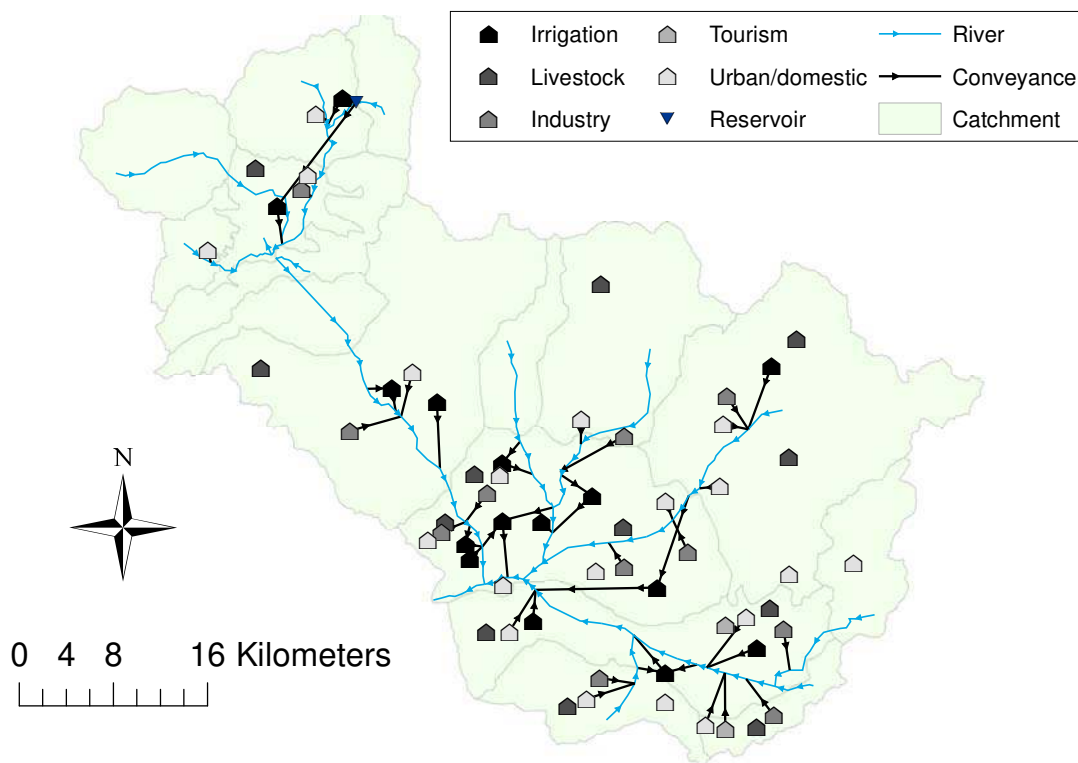 Irrigation Tourism River
Livestock Urban/domestic Conveyance
Industry Reservoir Catchment
N
0 4 8 16 Kilometers